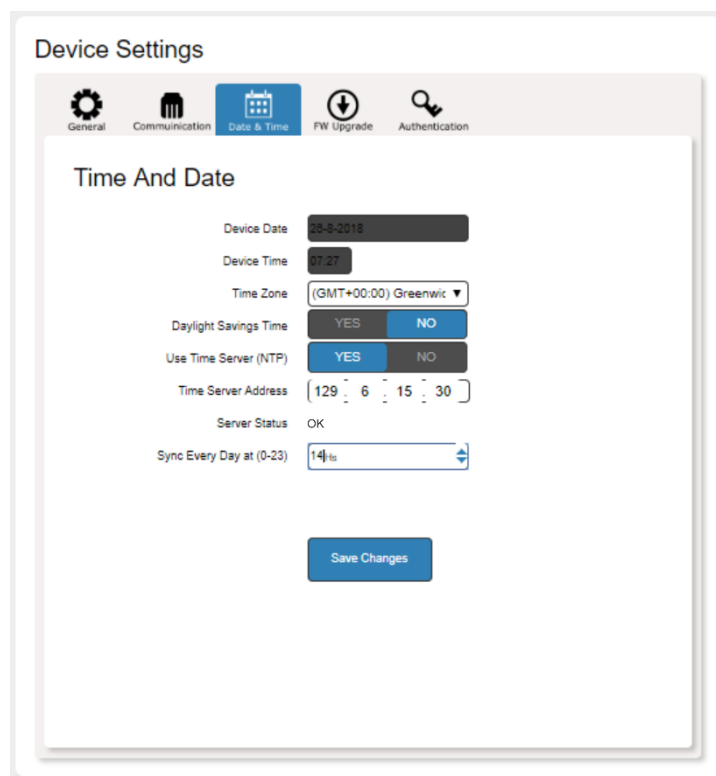 Device Settings
General Commuinication Date & Time FW Upgrade Authentication
Time And Date
Device Date 26-8-2018
Device Time 07:27
Time Zone (GMT+00:00) Greenwic ▼
Daylight Savings Time YES NO
Use Time Server (NTP) YES NO
Time Server Address 129 . 6 . 15 . 30
Server Status OK
Sync Every Day at (0-23) 14Hs
Save Changes